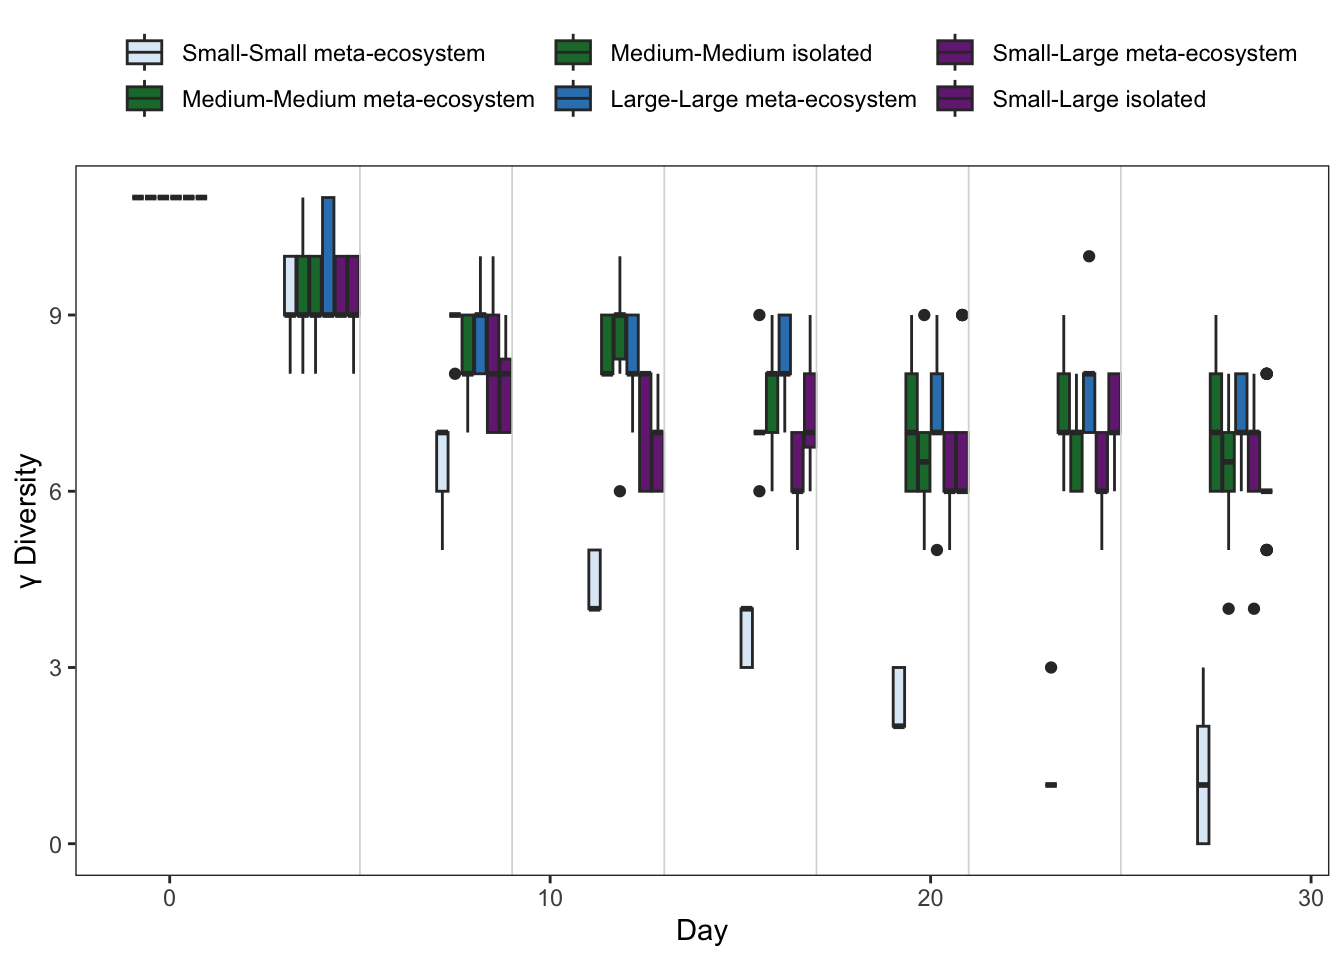 Small-Small meta-ecosystem Medium-Medium isolated Small-Large meta-ecosystem
Medium-Medium meta-ecosystem Large-Large meta-ecosystem Small-Large isolated
γ Diversity
9
6
3
0
0 10 20 30
Day